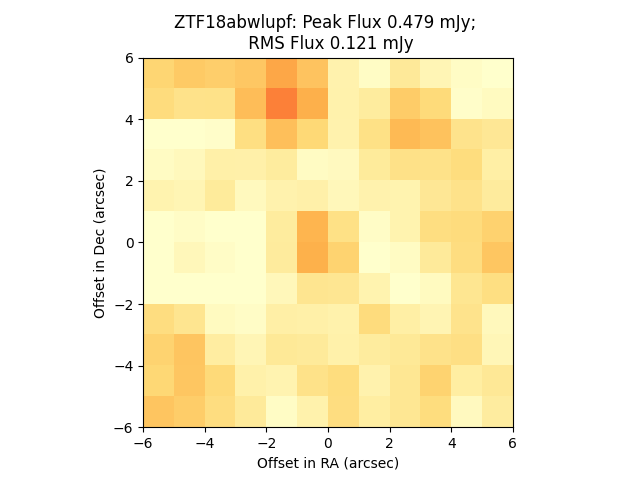 ZTF18abwlupf: Peak Flux 0.479 mJy;
RMS Flux 0.121 mJy
6
4
2
0
−2
−4
−6
Offset in Dec (arcsec)
−6 −4 −2 0 2 4 6
Offset in RA (arcsec)